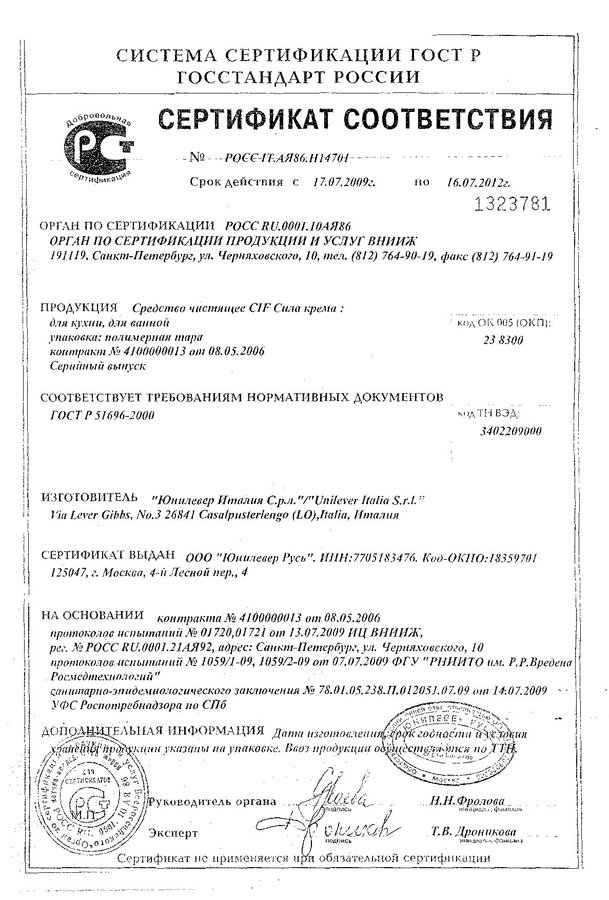 СИСТЕМА СЕРТИФИКАЦИИ ГОСТ Р
ГОССТАНДАРТ РОССИИ
Добровольная
сертификация
СЕРТИФИКАТ СООТВЕТСТВИЯ
№ РОСС IT.АЯ86.Н14701
Срок действия с 17.07.2009г. по 16.07.2012г.
1323781
ОРГАН ПО СЕРТИФИКАЦИИ РОСС RU.0001.10АЯ86
ОРГАН ПО СЕРТИФИКАЦИИ ПРОДУКЦИИ И УСЛУГ ВНИИЖ
191119, Санкт-Петербург, ул. Черняховского, 10, тел. (812) 764-90-19, факс (812) 764-91-19
ПРОДУКЦИЯ Средство чистящее CIF Сила крема :
для кухни, для ванной
упаковка: полимерная тара
контракт № 4100000013 от 08.05.2006
Серийный выпуск
код ОК 005 (ОКП):
23 8300
СООТВЕТСТВУЕТ ТРЕБОВАНИЯМ НОРМАТИВНЫХ ДОКУМЕНТОВ
ГОСТ Р 51696-2000
код ТН ВЭД:
3402209000
ИЗГОТОВИТЕЛЬ "Юнилевер Италия С.р.л."/"Unilever Italia S.r.l."
Via Lever Gibbs, No.3 26841 Casalpusterlengo (LO),Italia, Италия
СЕРТИФИКАТ ВЫДАН ООО "Юнилевер Русь". ИНН:7705183476. Код-ОКПО:18359701
125047, г. Москва, 4-й Лесной пер., 4
НА ОСНОВАНИИ контракта № 4100000013 от 08.05.2006
протоколов испытаний № 01720,01721 от 13.07.2009 ИЦ ВНИИЖ,
рег. № РОСС RU.0001.21АЯ92, адрес: Санкт-Петербург, ул. Черняховского, 10
протоколов испытаний № 1059/1-09, 1059/2-09 от 07.07.2009 ФГУ "РНИИТО им. Р.Р.Вредена
Росмедтехнологий"
санитарно-эпидемиологического заключения № 78.01.05.238.П.012051.07.09 от 14.07.2009
УФС Роспотребнадзора по СПб
ДОПОЛНИТЕЛЬНАЯ ИНФОРМАЦИЯ Дата изготовления, срок годности и условия
хранения продукции указаны на упаковке. Ввоз продукции осуществляется по ТТН.
ЮНИЛЕВЕР РУСЬ
Москва
ДЛЯ
СЕРТИФИКАТОВ
М.П.
Руководитель органа
подпись
Н.Н.Фролова
инициалы, фамилия
Эксперт
подпись
Т.В. Дроникова
инициалы, фамилия
Сертификат не применяется при обязательной сертификации